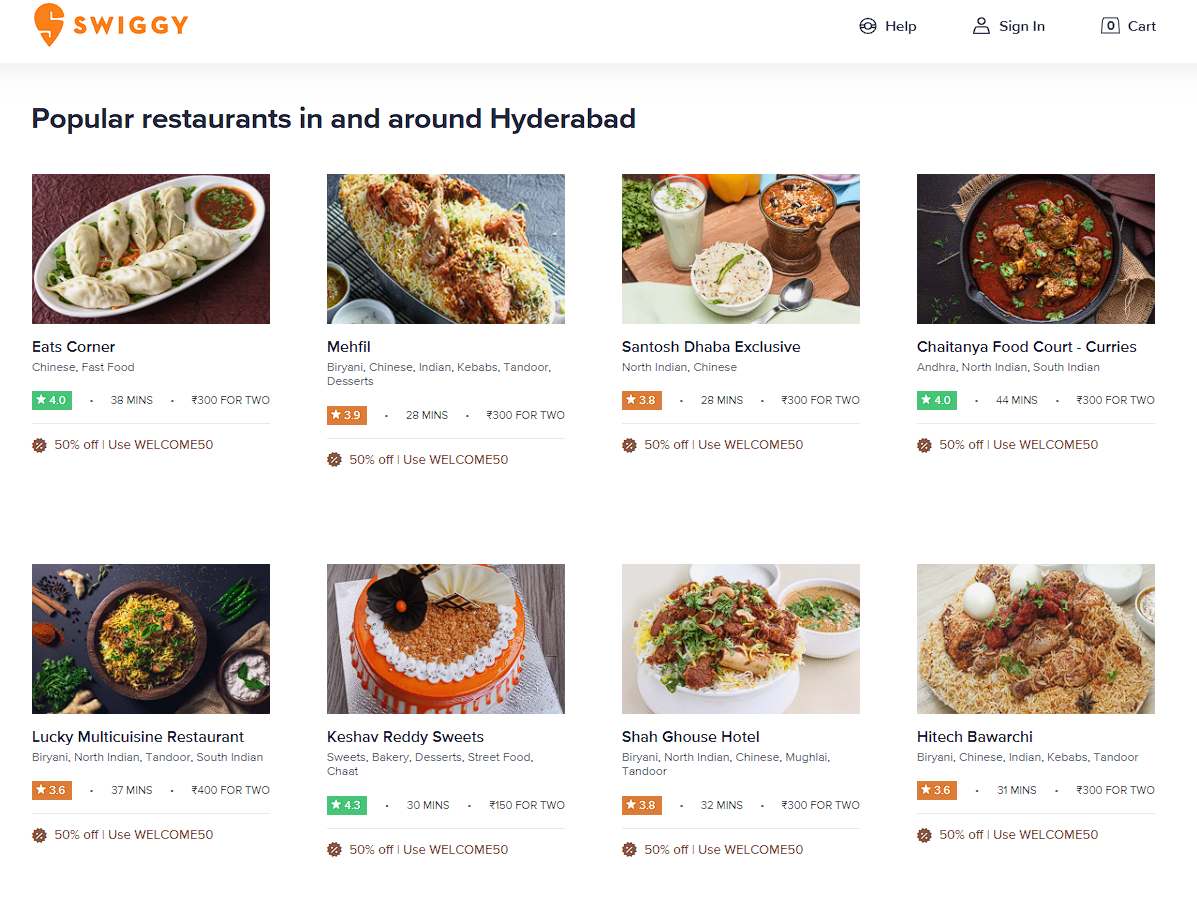 SWIGGY
Help
Sign In
0
Cart
Popular restaurants in and around Hyderabad
Eats Corner
Chinese, Fast Food
4.0 • 38 MINS • ₹300 FOR TWO
50% off | Use WELCOME50
Mehfil
Biryani, Chinese, Indian, Kebabs, Tandoor,
Desserts
3.9 • 28 MINS • ₹300 FOR TWO
50% off | Use WELCOME50
Santosh Dhaba Exclusive
North Indian, Chinese
3.8 • 28 MINS • ₹300 FOR TWO
50% off | Use WELCOME50
Chaitanya Food Court - Curries
Andhra, North Indian, South Indian
4.0 • 44 MINS • ₹300 FOR TWO
50% off | Use WELCOME50
Lucky Multicuisine Restaurant
Biryani, North Indian, Tandoor, South Indian
3.6 • 37 MINS • ₹400 FOR TWO
50% off | Use WELCOME50
Keshav Reddy Sweets
Sweets, Bakery, Desserts, Street Food,
Chaat
4.3 • 30 MINS • ₹150 FOR TWO
50% off | Use WELCOME50
Shah Ghouse Hotel
Biryani, North Indian, Chinese, Mughlai,
Tandoor
3.8 • 32 MINS • ₹300 FOR TWO
50% off | Use WELCOME50
Hitech Bawarchi
Biryani, Chinese, Indian, Kebabs, Tandoor
3.6 • 31 MINS • ₹300 FOR TWO
50% off | Use WELCOME50